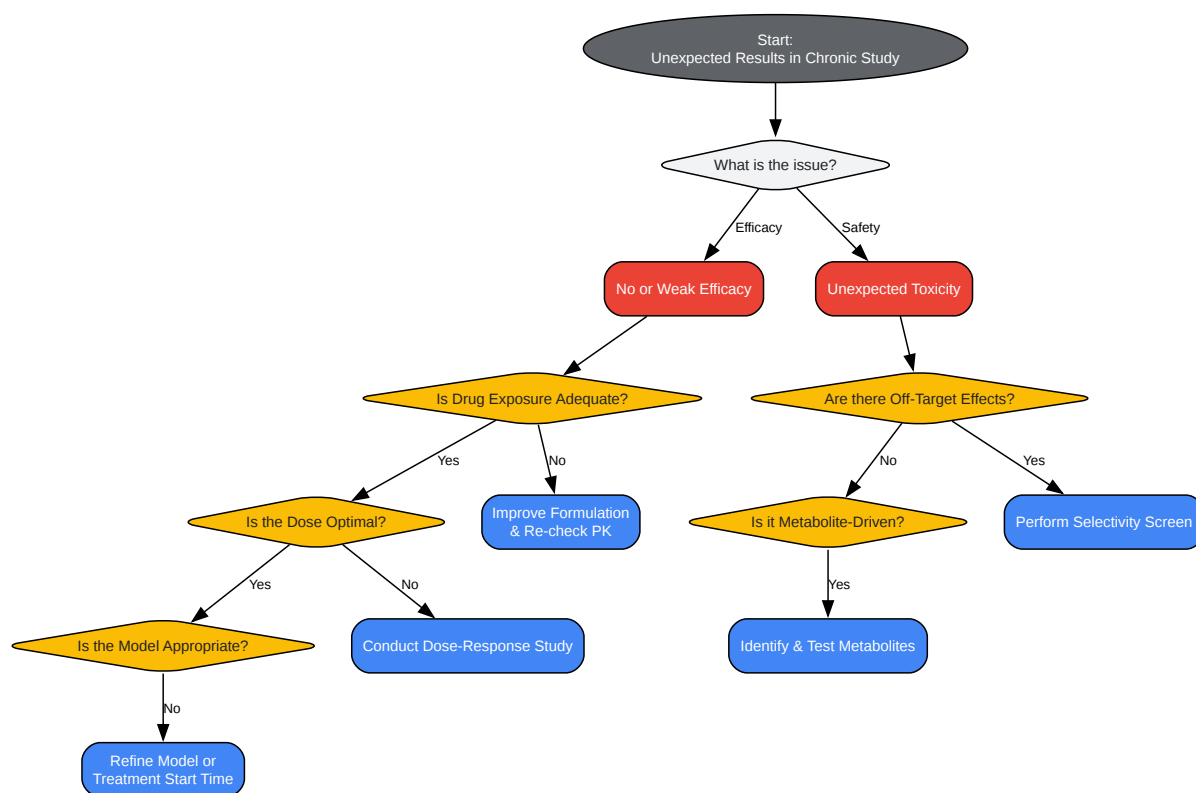 Start:
Unexpected Results in Chronic Study
What is the issue?
Efficacy
Safety
No or Weak Efficacy
Unexpected Toxicity
Is Drug Exposure Adequate?
Are there Off-Target Effects?
Yes
No
No
Yes
Is the Dose Optimal?
Improve Formulation
& Re-check PK
Is it Metabolite-Driven?
Perform Selectivity Screen
Yes
No
Yes
Is the Model Appropriate?
Conduct Dose-Response Study
Identify & Test Metabolites
No
Refine Model or
Treatment Start Time